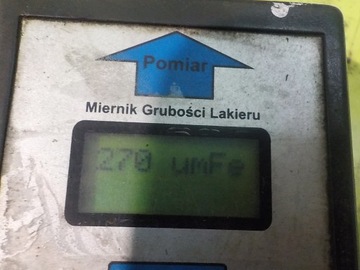 Pomiar
Miernik Grubości Lakieru
270 umFe